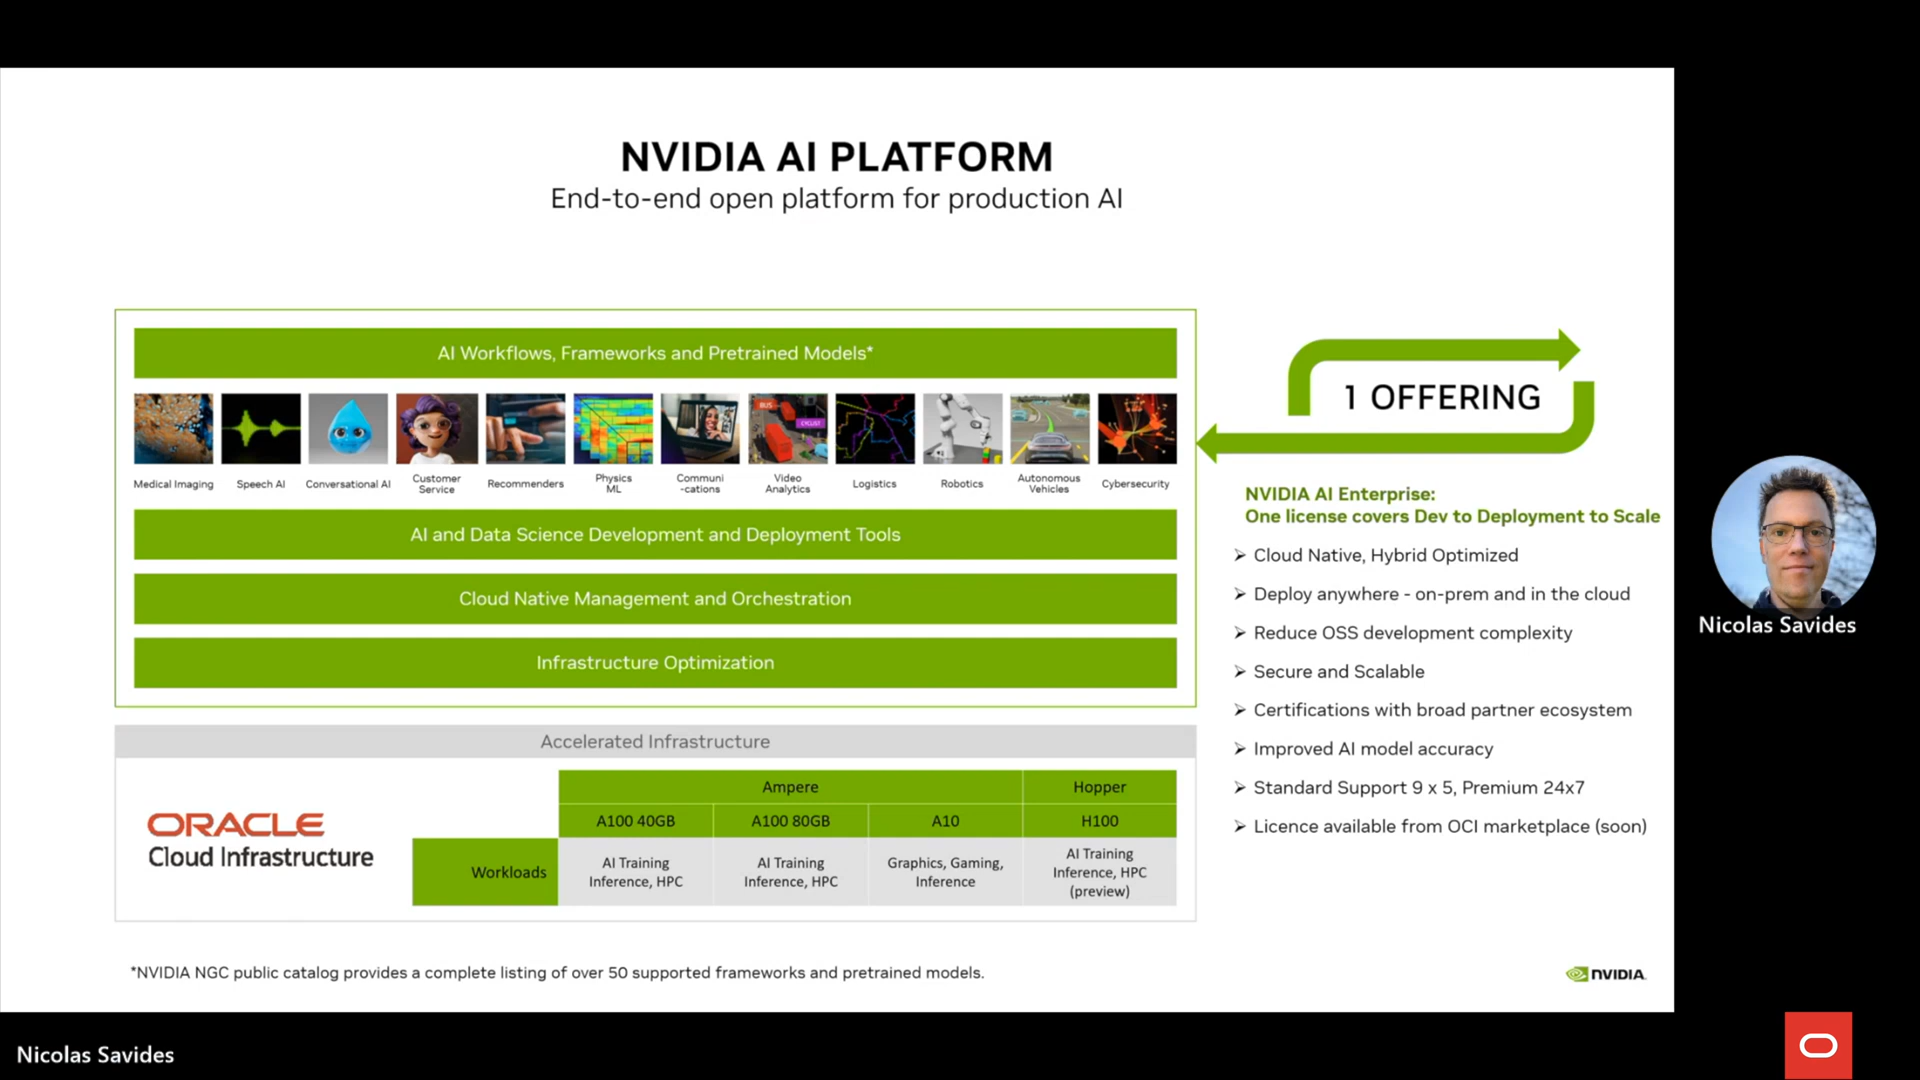 NVIDIA AI PLATFORM
End-to-end open platform for production AI
AI Workflows, Frameworks and Pretrained Models*
BUS
CYCLIST
Medical Imaging
Speech AI
Conversational AI
Customer
Service
Recommenders
Physics
ML
Communi
-cations
Video
Analytics
Logistics
Robotics
Autonomous
Vehicles
Cybersecurity
AI and Data Science Development and Deployment Tools
Cloud Native Management and Orchestration
Infrastructure Optimization
1 OFFERING
NVIDIA AI Enterprise:
One license covers Dev to Deployment to Scale
➢ Cloud Native, Hybrid Optimized
➢ Deploy anywhere - on-prem and in the cloud
➢ Reduce OSS development complexity
➢ Secure and Scalable
➢ Certifications with broad partner ecosystem
➢ Improved AI model accuracy
➢ Standard Support 9 x 5, Premium 24x7
➢ Licence available from OCI marketplace (soon)
Accelerated Infrastructure
ORACLE
Cloud Infrastructure
Ampere
Hopper
A100 40GB
A100 80GB
A10
H100
Workloads
AI Training
Inference, HPC
AI Training
Inference, HPC
Graphics, Gaming,
Inference
AI Training
Inference, HPC
(preview)
*NVIDIA NGC public catalog provides a complete listing of over 50 supported frameworks and pretrained models.
NVIDIA.
Nicolas Savides
Nicolas Savides